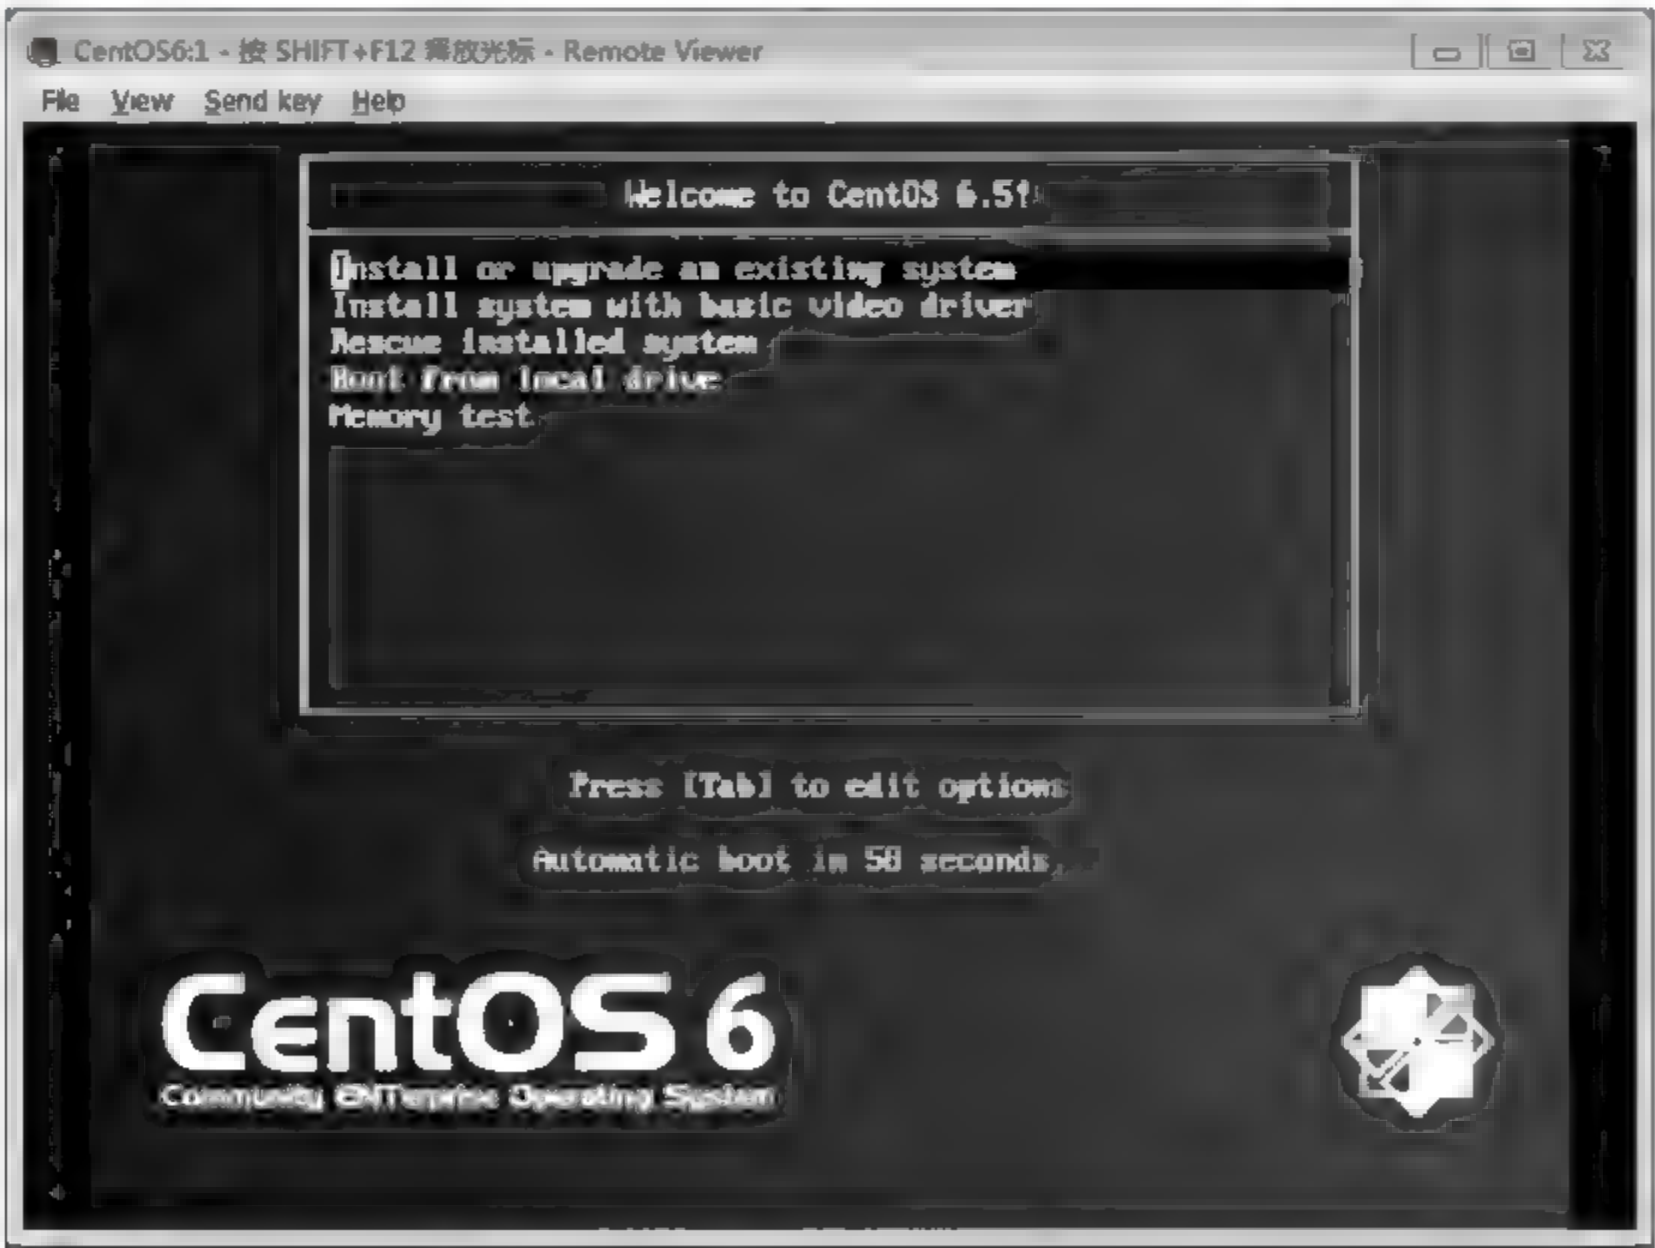 CentOS6:1 - 按 SHIFT+F12 释放光标 - Remote Viewer
File View Send key Help
Welcome to CentOS 6.5!
Install or upgrade an existing system
Install system with basic video driver
Rescue installed system
Boot from local drive
Memory test
Press [Tab] to edit options
Automatic boot in 50 seconds
CentOS 6
Community ENTerprise Operating System